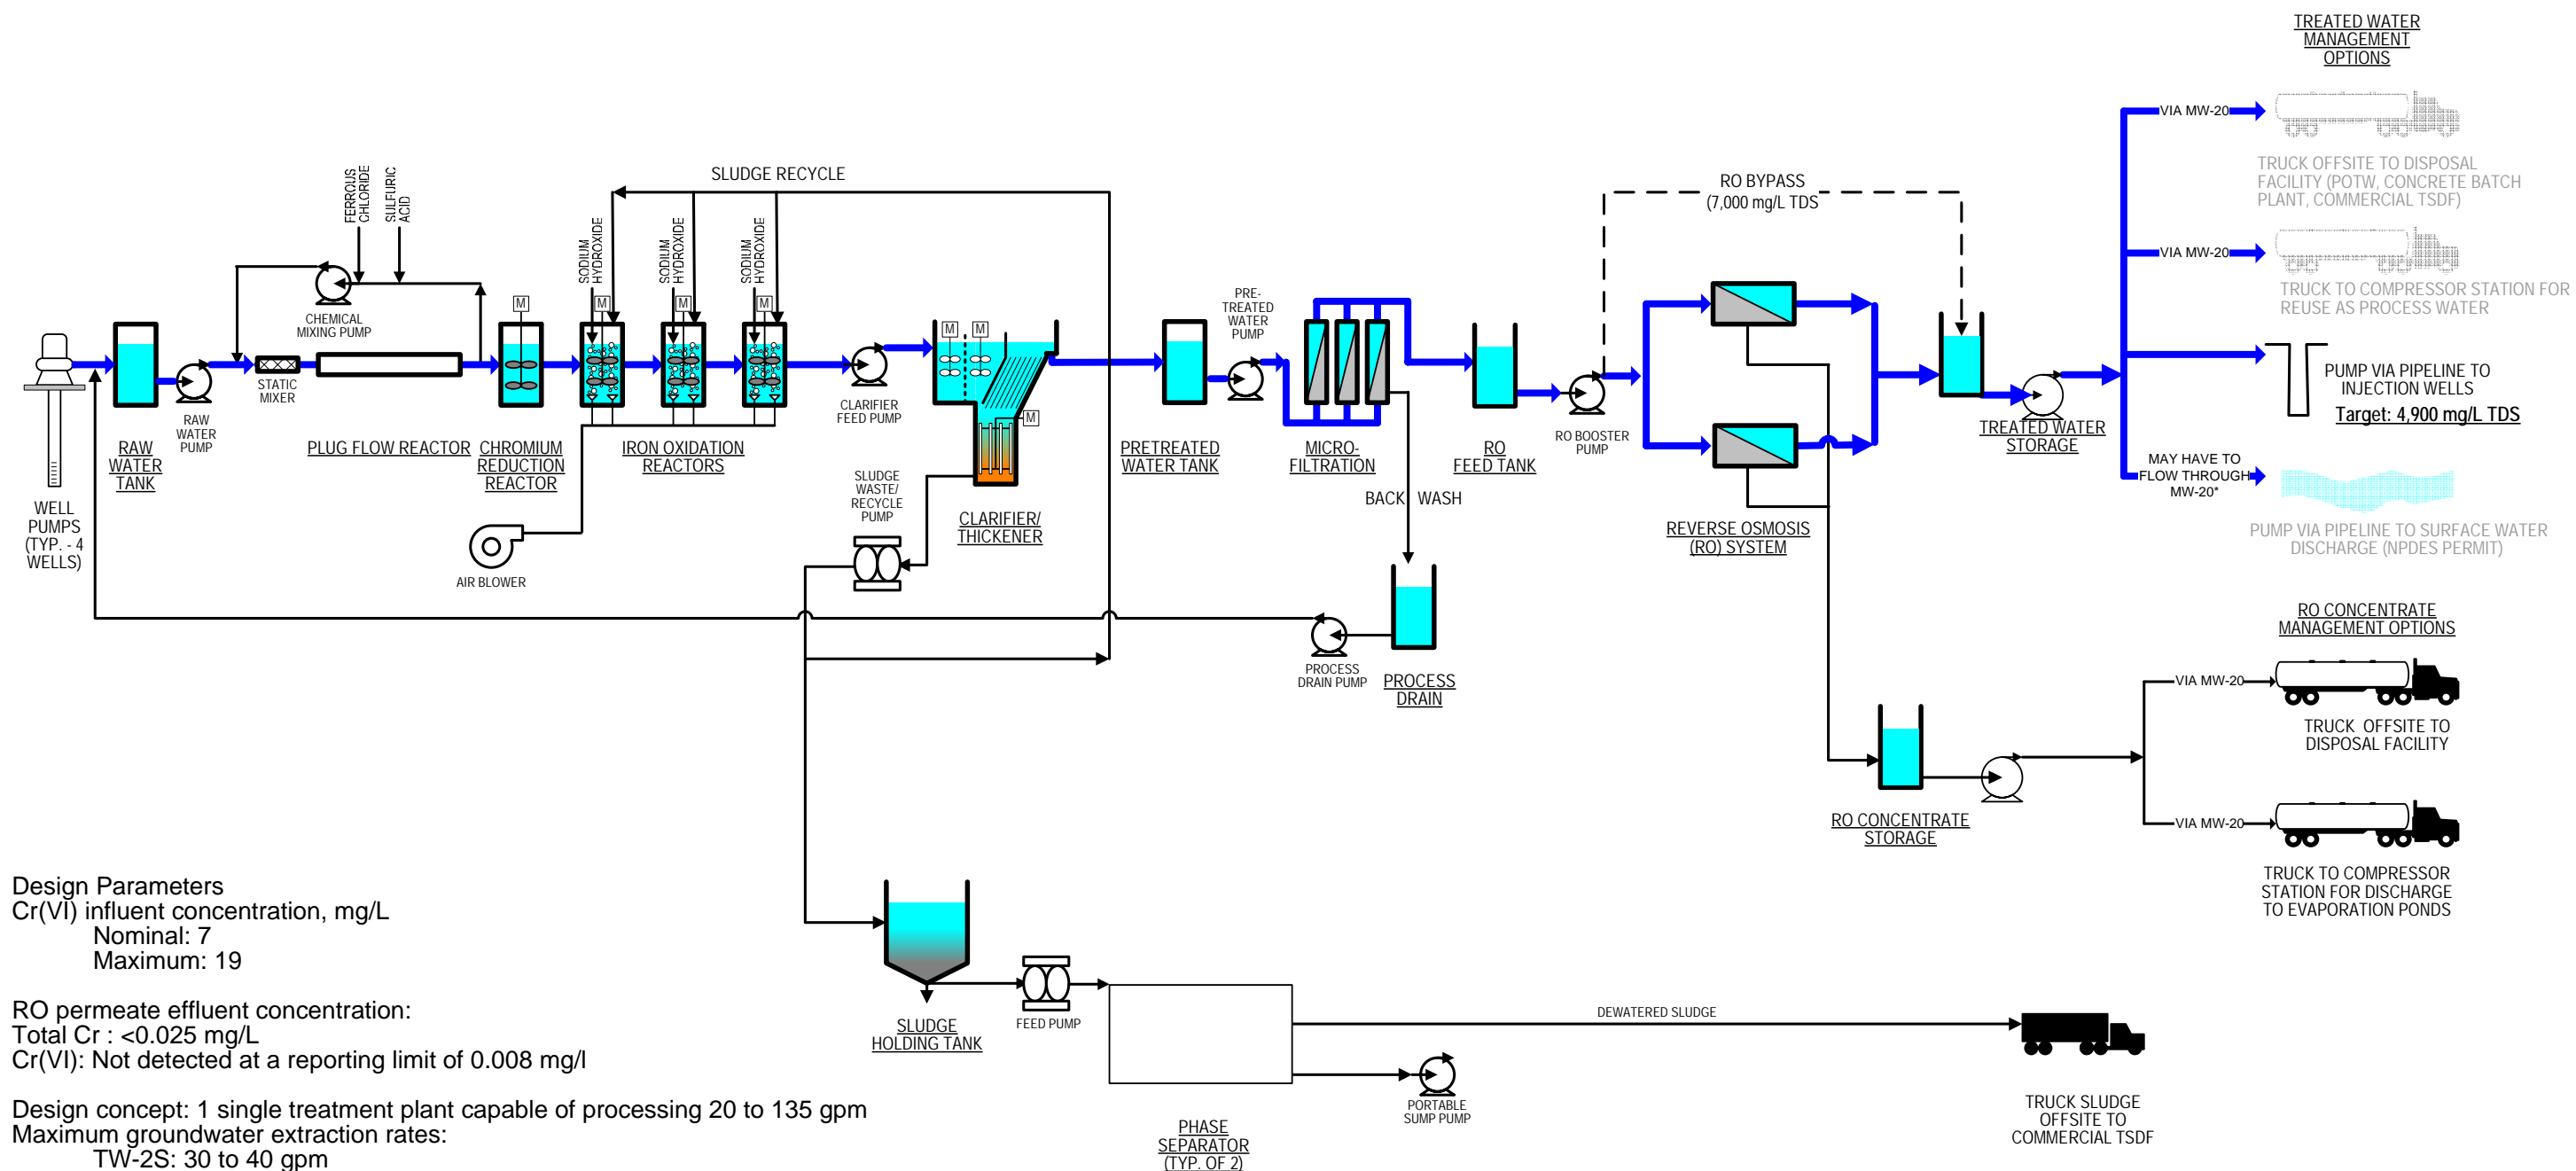 TREATED WATER
MANAGEMENT
OPTIONS
VIA MW-20
TRUCK OFFSITE TO DISPOSAL
FACILITY (POTW, CONCRETE BATCH
PLANT, COMMERCIAL TSDF)
VIA MW-20
TRUCK TO COMPRESSOR STATION FOR
REUSE AS PROCESS WATER
PUMP VIA PIPELINE TO
INJECTION WELLS
Target: 4,900 mg/L TDS
MAY HAVE TO
FLOW THROUGH
MW-20*
PUMP VIA PIPELINE TO SURFACE WATER
DISCHARGE (NPDES PERMIT)
SLUDGE RECYCLE
RO BYPASS
(7,000 mg/L TDS
FERROUS
CHLORIDE
SULFURIC
ACID
SODIUM
HYDROXIDE
SODIUM
HYDROXIDE
SODIUM
HYDROXIDE
CHEMICAL
MIXING PUMP
M
M
M
M
M
M
M
PRE-
TREATED
WATER
PUMP
STATIC
MIXER
RAW
WATER
PUMP
CLARIFIER
FEED PUMP
RO BOOSTER
PUMP
WELL
PUMPS
(TYP. - 4
WELLS)
RAW
WATER
TANK
PLUG FLOW REACTOR
CHROMIUM
REDUCTION
REACTOR
IRON OXIDATION
REACTORS
SLUDGE
WASTE/
RECYCLE
PUMP
CLARIFIER/
THICKENER
PRETREATED
WATER TANK
MICRO-
FILTRATION
RO
FEED TANK
BACK WASH
REVERSE OSMOSIS
(RO) SYSTEM
TREATED WATER
STORAGE
AIR BLOWER
PROCESS
DRAIN PUMP
PROCESS
DRAIN
RO CONCENTRATE
MANAGEMENT OPTIONS
VIA MW-20
TRUCK OFFSITE TO
DISPOSAL FACILITY
VIA MW-20
TRUCK TO COMPRESSOR
STATION FOR DISCHARGE
TO EVAPORATION PONDS
RO CONCENTRATE
STORAGE
SLUDGE
HOLDING TANK
FEED PUMP
PHASE
SEPARATOR
(TYP. OF 2)
DEWATERED SLUDGE
PORTABLE
SUMP PUMP
TRUCK SLUDGE
OFFSITE TO
COMMERCIAL TSDF
Design Parameters
Cr(VI) influent concentration, mg/L
Nominal: 7
Maximum: 19
RO permeate effluent concentration:
Total Cr : <0.025 mg/L
Cr(VI): Not detected at a reporting limit of 0.008 mg/l
Design concept: 1 single treatment plant capable of processing 20 to 135 gpm
Maximum groundwater extraction rates:
TW-2S: 30 to 40 gpm